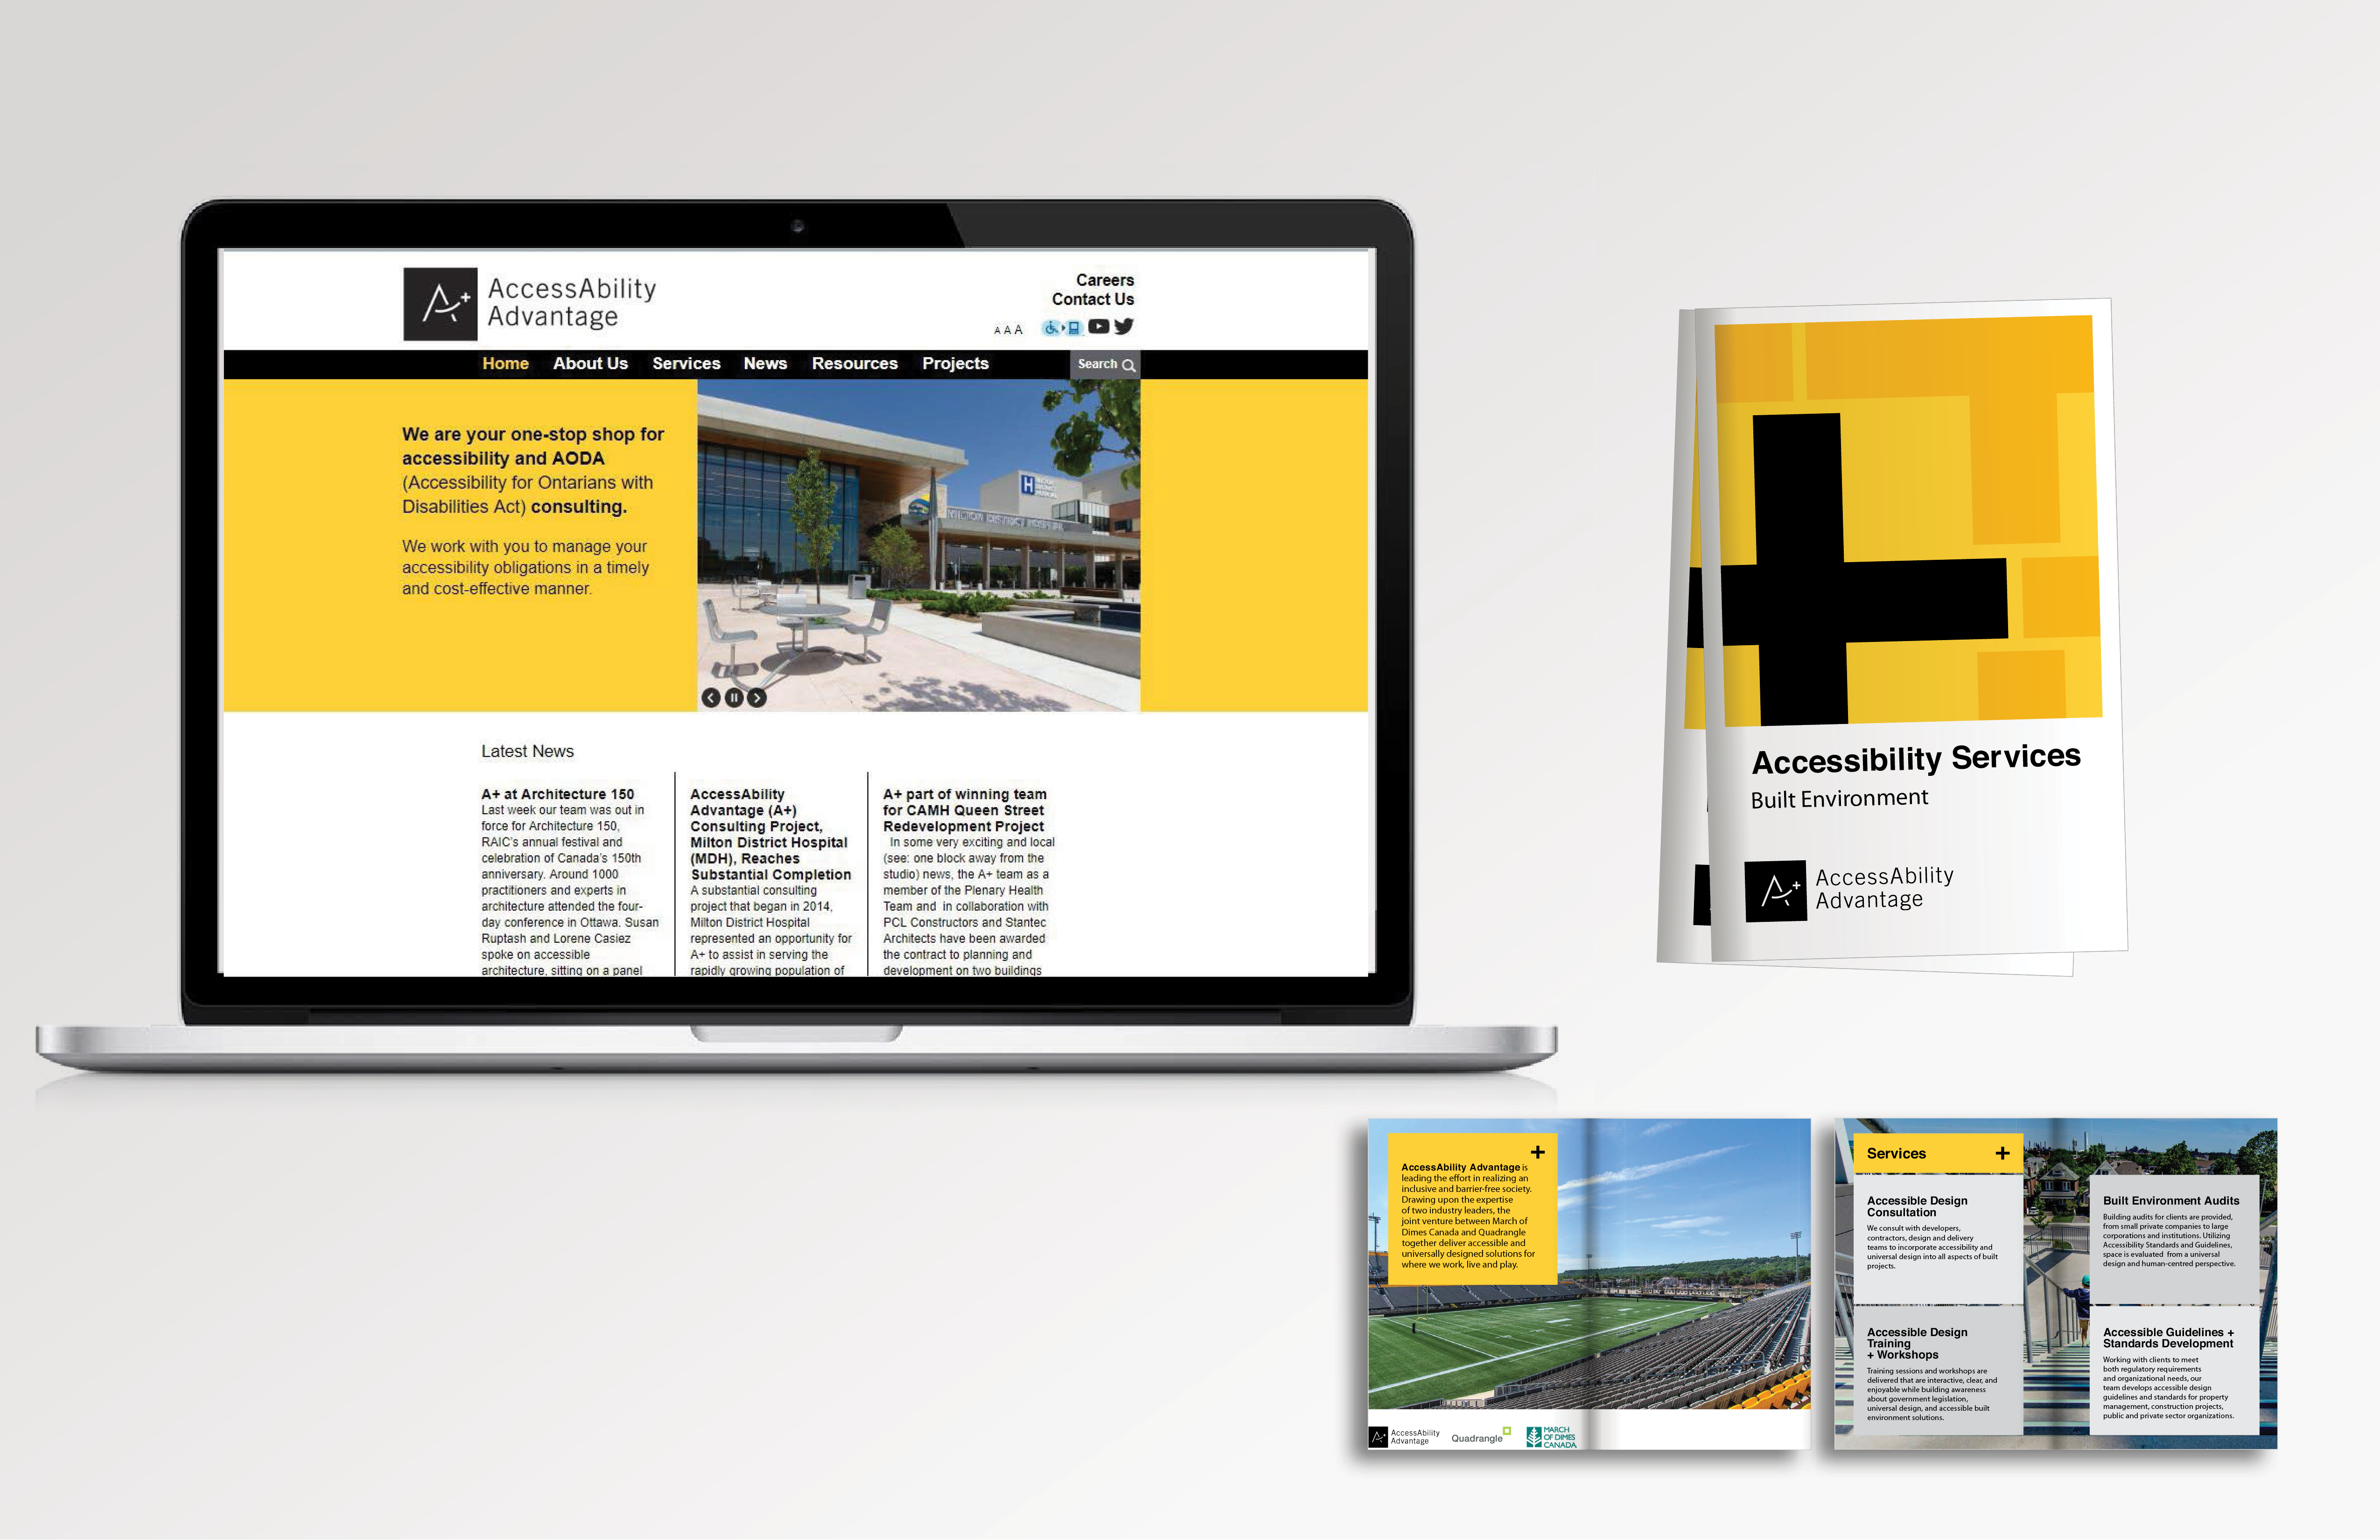 AccessAbility
Advantage
Careers
Contact Us
A A A
Home About Us Services News Resources Projects Search
We are your one-stop shop for
accessibility and AODA
(Accessibility for Ontarians with
Disabilities Act) consulting.
We work with you to manage your
accessibility obligations in a timely
and cost-effective manner.
H
MILTON DISTRICT HOSPITAL
Latest News
A+ at Architecture 150
Last week our team was out in
force for Architecture 150,
RAIC's annual festival and
celebration of Canada's 150th
anniversary. Around 1000
practitioners and experts in
architecture attended the four-
day conference in Ottawa. Susan
Ruptash and Lorene Casiez
spoke on accessible
architecture, sitting on a panel
AccessAbility
Advantage (A+)
Consulting Project,
Milton District Hospital
(MDH), Reaches
Substantial Completion
A substantial consulting
project that began in 2014,
Milton District Hospital
represented an opportunity for
A+ to assist in serving the
rapidly growing population of
A+ part of winning team
for CAMH Queen Street
Redevelopment Project
In some very exciting and local
(see: one block away from the
studio) news, the A+ team as a
member of the Plenary Health
Team and in collaboration with
PCL Constructors and Stantec
Architects have been awarded
the contract to planning and
development on two buildings
Accessibility Services
Built Environment
A+
AccessAbility
Advantage
+
AccessAbility Advantage is
leading the effort in realizing an
inclusive and barrier-free society.
Drawing upon the expertise
of two industry leaders, the
joint venture between March of
Dimes Canada and Quadrangle
together deliver accessible and
universally designed solutions for
where we work, live and play.
A+
AccessAbility
Advantage
Quadrangle
MARCH
OF DIMES
CANADA
Services +
Accessible Design
Consultation
We consult with developers,
contractors, design and delivery
teams to incorporate accessibility and
universal design into all aspects of built
projects.
Accessible Design
Training
+ Workshops
Training sessions and workshops are
delivered that are interactive, clear, and
enjoyable while building awareness
about government legislation,
universal design, and accessible built
environment solutions.
Built Environment Audits
Building audits for clients are provided,
from small private companies to large
corporations and institutions. Utilizing
Accessibility Standards and Guidelines,
space is evaluated from a universal
design and human-centred perspective.
Accessible Guidelines +
Standards Development
Working with clients to meet
both regulatory requirements
and organizational needs, our
team develops accessible design
guidelines and standards for property
management, construction projects,
public and private sector organizations.